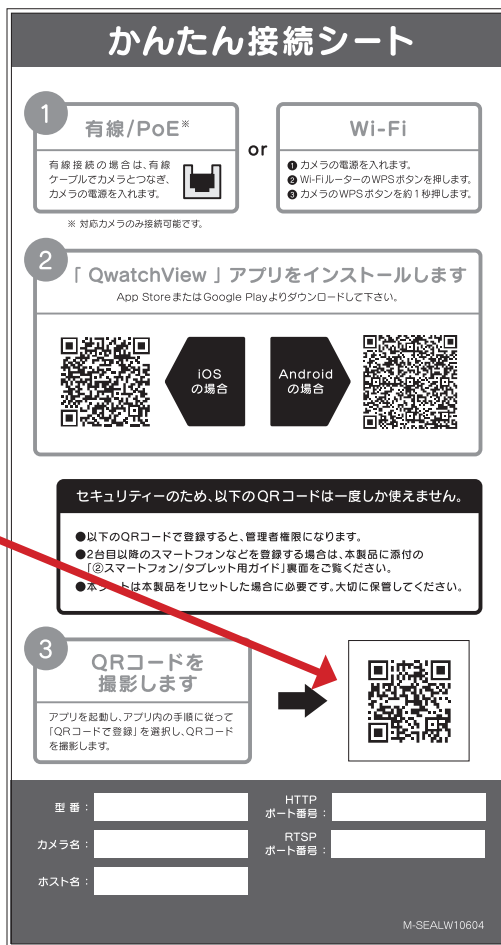 かんたん接続シート
1
有線/PoE※
有線接続の場合は、有線
ケーブルでカメラとつなぎ、
カメラの電源を入れます。
or
Wi-Fi
❶ カメラの電源を入れます。
❷ Wi-FiルーターのWPSボタンを押します。
❸ カメラのWPSボタンを約1秒押します。
※ 対応カメラのみ接続可能です。
2
「 QwatchView 」アプリをインストールします
App StoreまたはGoogle Playよりダウンロードして下さい。
iOS
の場合
Android
の場合
セキュリティーのため、以下のQRコードは一度しか使えません。
●以下のQRコードで登録すると、管理者権限になります。
●2台目以降のスマートフォンなどを登録する場合は、本製品に添付の
「②スマートフォン/タブレット用ガイド」裏面をご覧ください。
●本シートは本製品をリセットした場合に必要です。大切に保管してください。
3
QRコードを
撮影します
アプリを起動し、アプリ内の手順に従って
「QRコードで登録」を選択し、QRコード
を撮影します。
型番：
カメラ名：
ホスト名：
HTTP
ポート番号：
RTSP
ポート番号：
M-SEALW10604